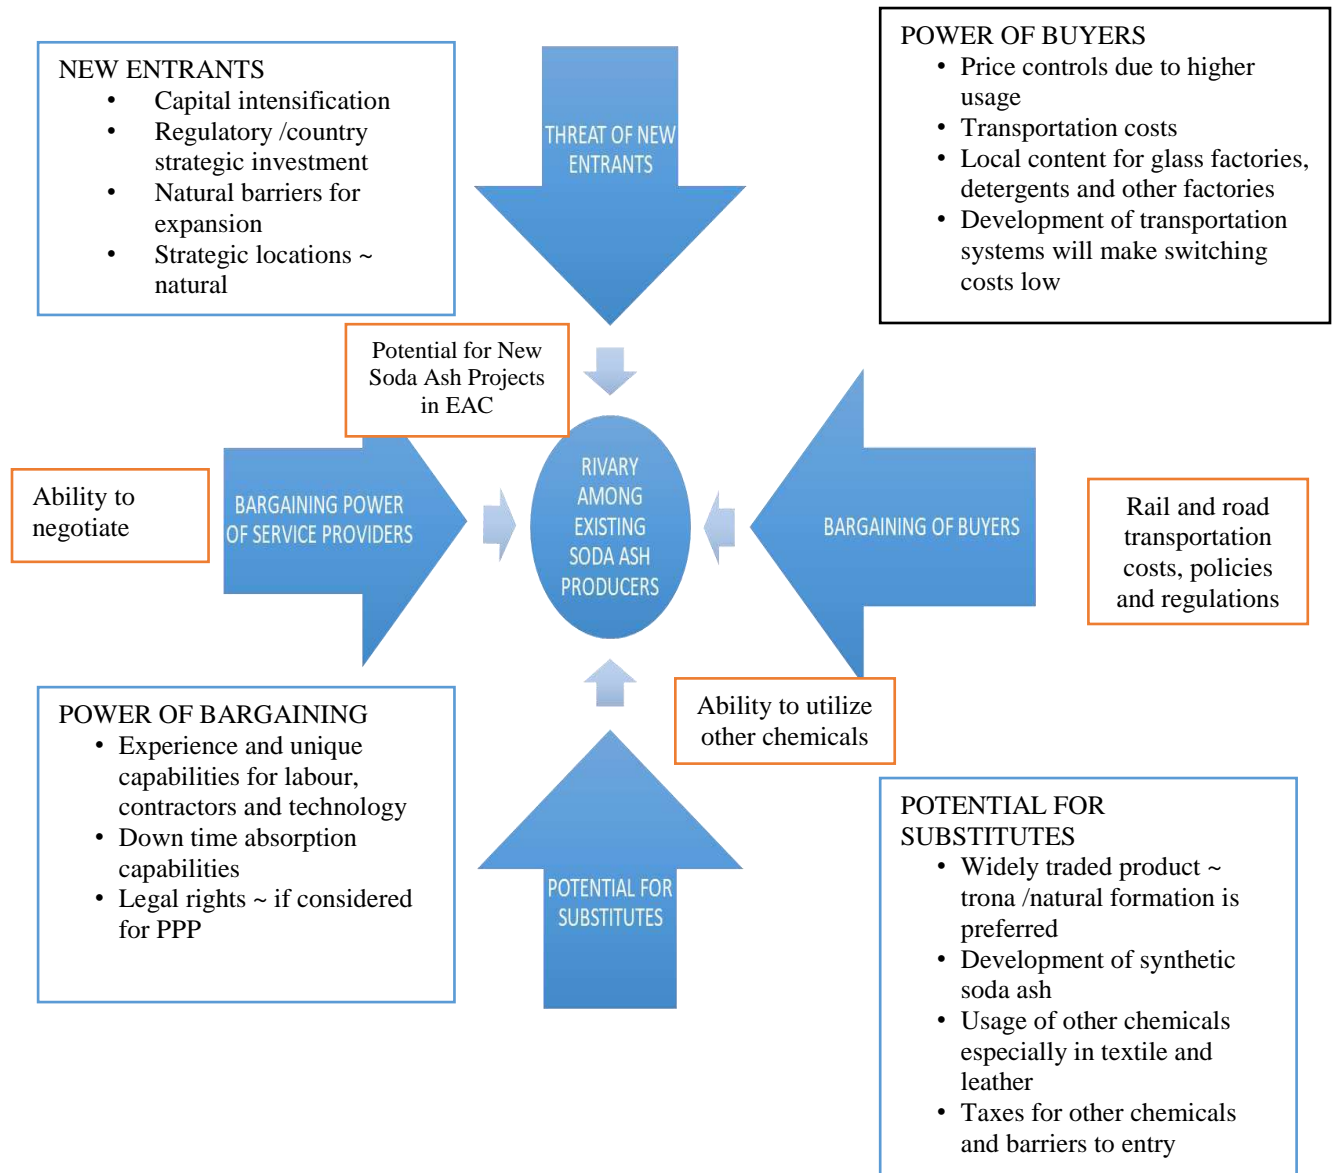 NEW ENTRANTS
• Capital intensification
• Regulatory /country
strategic investment
• Natural barriers for
expansion
• Strategic locations ~
natural
THREAT OF NEW
ENTRANTS
POWER OF BUYERS
• Price controls due to higher
usage
• Transportation costs
• Local content for glass factories,
detergents and other factories
• Development of transportation
systems will make switching
costs low
Potential for New
Soda Ash Projects
in EAC
Ability to
negotiate
BARGAINING POWER
OF SERVICE PROVIDERS
RIVARY
AMONG
EXISTING
SODA ASH
PRODUCERS
BARGAINING OF BUYERS
Rail and road
transportation
costs, policies
and regulations
POWER OF BARGAINING
• Experience and unique
capabilities for labour,
contractors and technology
• Down time absorption
capabilities
• Legal rights ~ if considered
for PPP
Ability to utilize
other chemicals
POTENTIAL FOR
SUBSTITUTES
POTENTIAL FOR
SUBSTITUTES
• Widely traded product ~
trona /natural formation is
preferred
• Development of synthetic
soda ash
• Usage of other chemicals
especially in textile and
leather
• Taxes for other chemicals
and barriers to entry